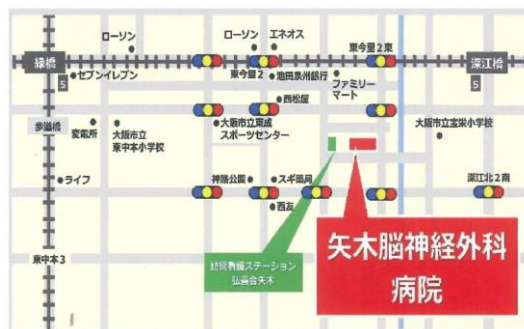 ローソン
ローソン
エネオス
東今里2東
緑橋
深江橋
セブンイレブン
東今里2
池田泉州銀行
ファミリー
マート
5
5
西松屋
歩道橋
変電所
大阪市立
東中本小学校
大阪市立東成
スポーツセンター
大阪市立宝栄小学校
ライフ
神路公園
スギ薬局
深江北2南
西友
東中本3
訪問看護ステーション
弘善会矢木
矢木脳神経外科
病院